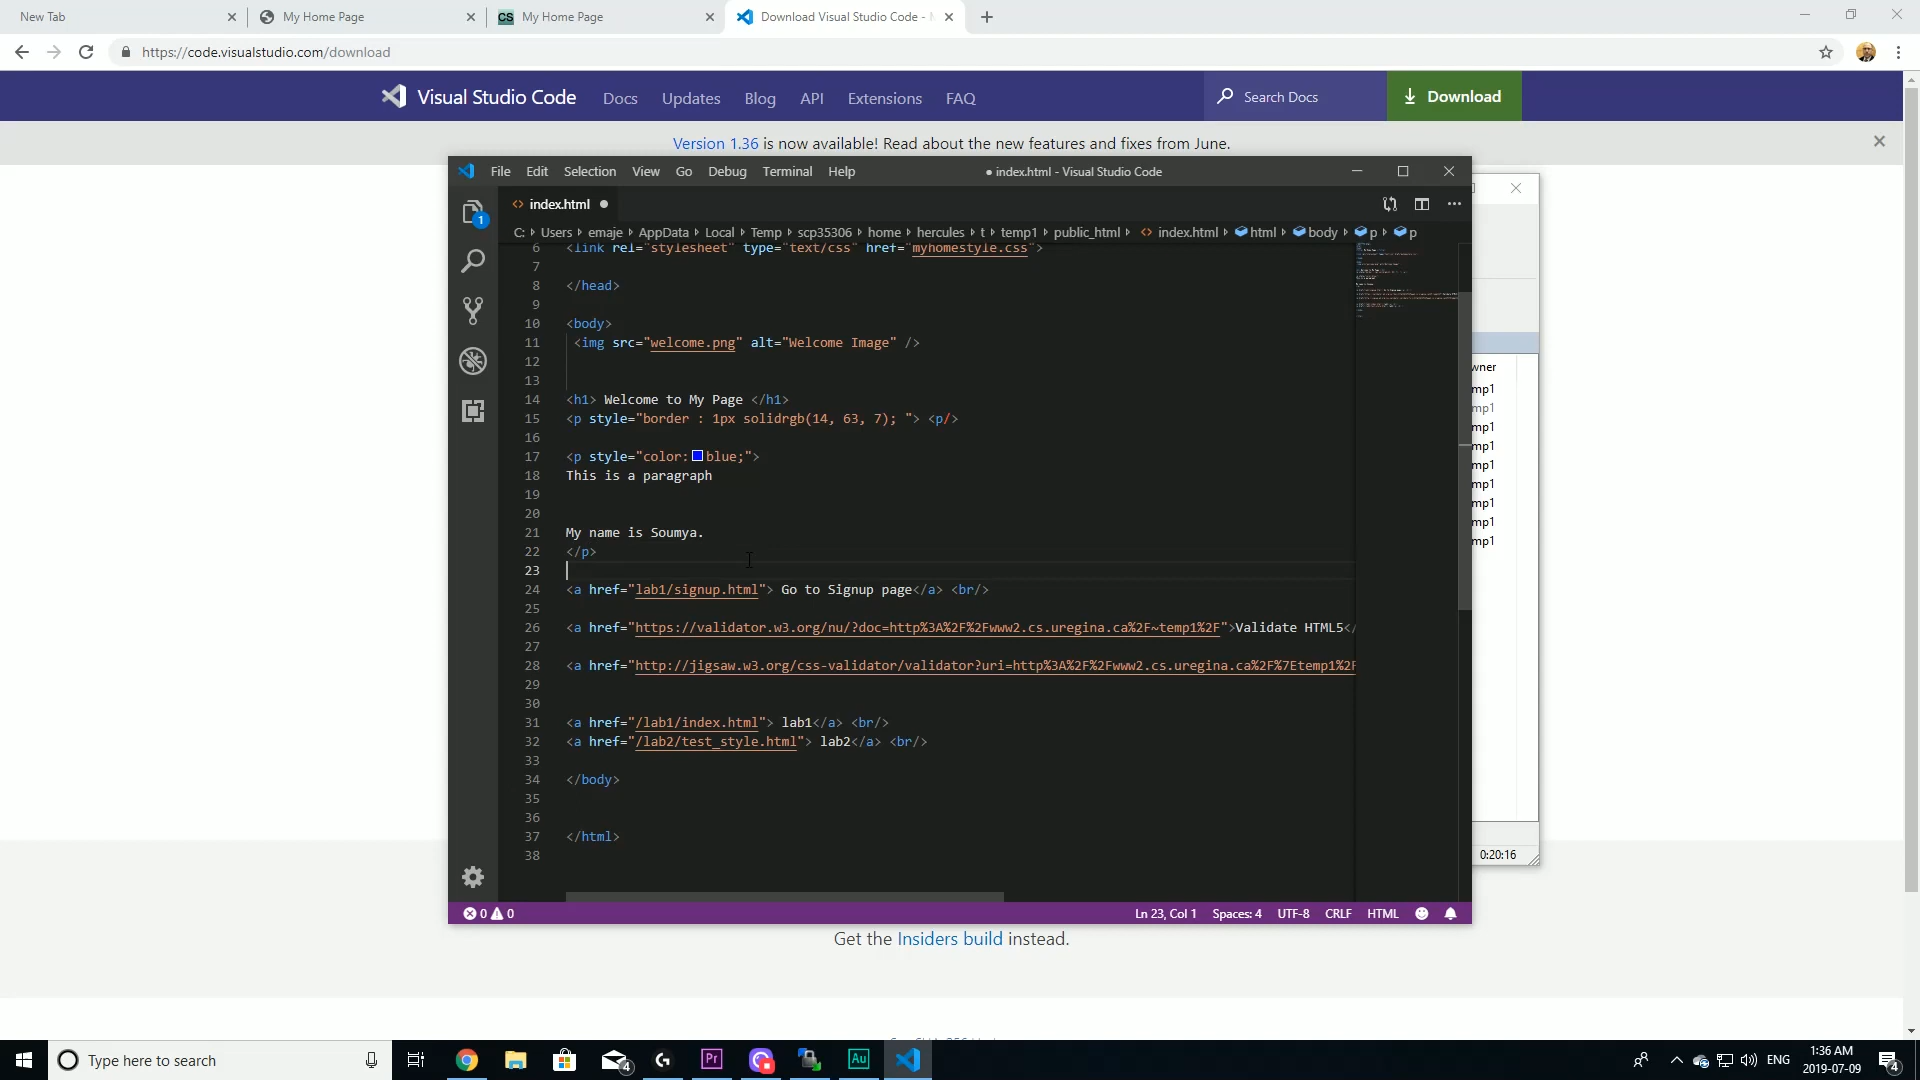 New Tab
My Home Page
CS My Home Page
Download Visual Studio Code -
https://code.visualstudio.com/download
Visual Studio Code Docs Updates Blog API Extensions FAQ Search Docs Download
Version 1.36 is now available! Read about the new features and fixes from June.
File Edit Selection View Go Debug Terminal Help ● index.html - Visual Studio Code
<> index.html ●
C: › Users › emaje › AppData › Local › Temp › scp35306 › home › hercules › t › temp1 › public_html › <> index.html › html › body › p › p
6 <link rel="stylesheet" type="text/css" href="myhomestyle.css">
7
8 </head>
9
10 <body>
11 <img src="welcome.png" alt="Welcome Image" />
12
13
14 <h1> Welcome to My Page </h1>
15 <p style="border : 1px solidrgb(14, 63, 7); "> <p/>
16
17 <p style="color:blue;">
18 This is a paragraph
19
20
21 My name is Soumya.
22 </p>
23
24 <a href="lab1/signup.html"> Go to Signup page</a> <br/>
25
26 <a href="https://validator.w3.org/nu/?doc=http%3A%2F%2Fwww2.cs.uregina.ca%2F~temp1%2F">Validate HTML5</
27
28 <a href="http://jigsaw.w3.org/css-validator/validator?uri=http%3A%2F%2Fwww2.cs.uregina.ca%2F%7Etemp1%2F
29
30
31 <a href="/lab1/index.html"> lab1</a> <br/>
32 <a href="/lab2/test_style.html"> lab2</a> <br/>
33
34 </body>
35
36
37 </html>
38
wner
mp1
mp1
mp1
mp1
mp1
mp1
mp1
mp1
mp1
0:20:16
0 0 Ln 23, Col 1 Spaces: 4 UTF-8 CRLF HTML
Get the Insiders build instead.
Type here to search
4
Pr
Au
ENG
1:36 AM
2019-07-09
4
1